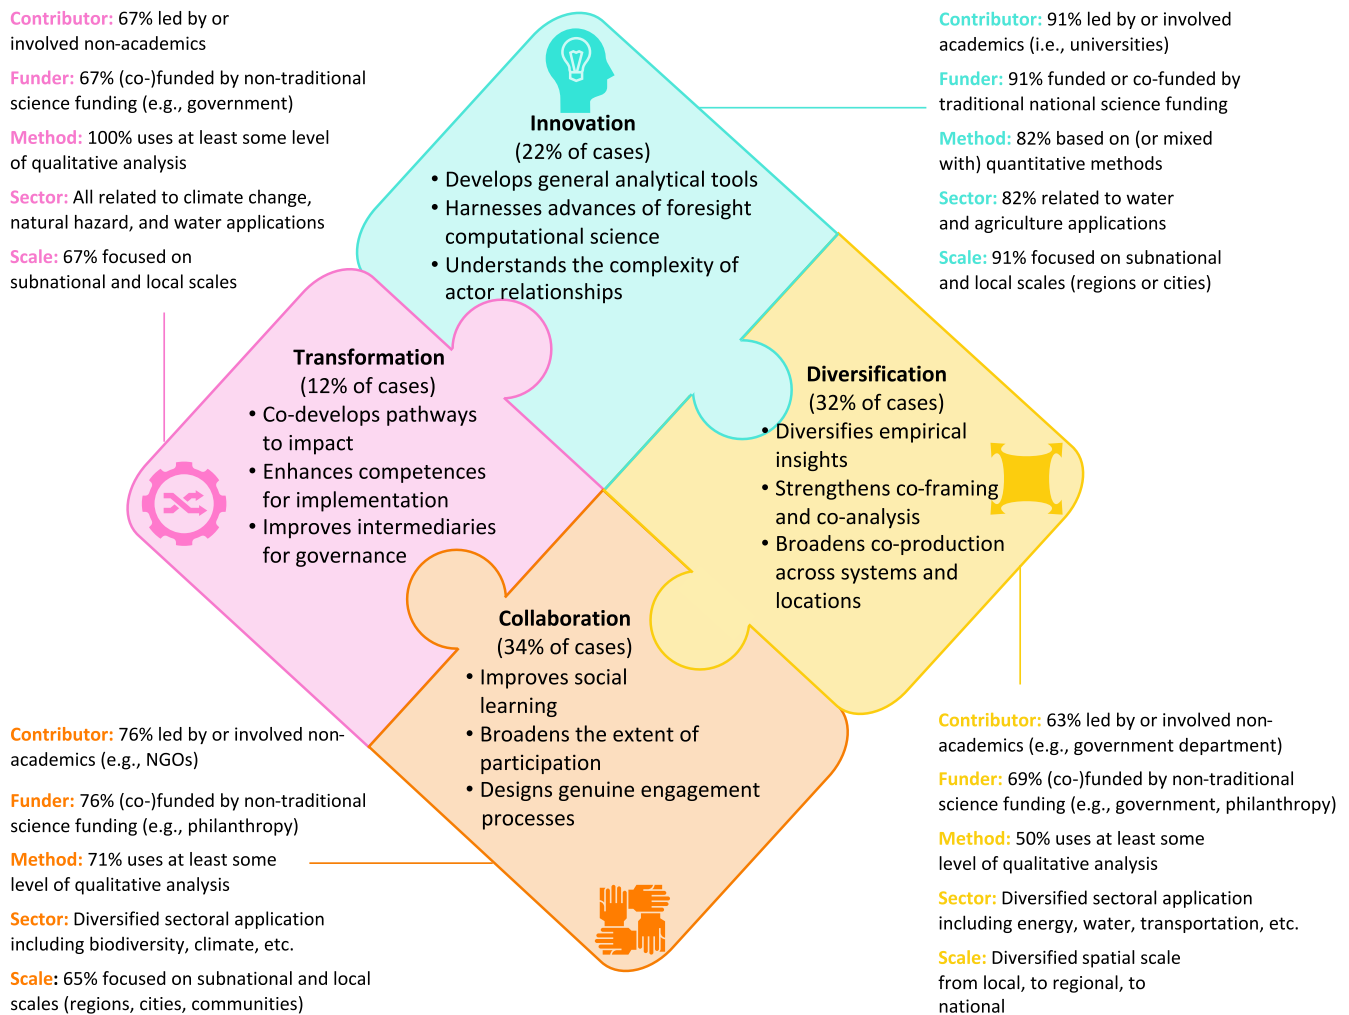 Contributor: 67% led by or
involved non-academics
Funder: 67% (co-)funded by non-traditional
science funding (e.g., government)
Method: 100% uses at least some level
of qualitative analysis
Sector: All related to climate change,
natural hazard, and water applications
Scale: 67% focused on
subnational and local scales
Innovation
(22% of cases)
• Develops general analytical tools
• Harnesses advances of foresight
computational science
• Understands the complexity of
actor relationships
Contributor: 91% led by or involved
academics (i.e., universities)
Funder: 91% funded or co-funded by
traditional national science funding
Method: 82% based on (or mixed
with) quantitative methods
Sector: 82% related to water
and agriculture applications
Scale: 91% focused on subnational
and local scales (regions or cities)
Transformation
(12% of cases)
• Co-develops pathways
to impact
• Enhances competences
for implementation
• Improves intermediaries
for governance
Diversification
(32% of cases)
• Diversifies empirical
insights
• Strengthens co-framing
and co-analysis
• Broadens co-production
across systems and
locations
Collaboration
(34% of cases)
• Improves social
learning
• Broadens the extent of
participation
• Designs genuine engagement
processes
Contributor: 76% led by or involved non-
academics (e.g., NGOs)
Funder: 76% (co-)funded by non-traditional
science funding (e.g., philanthropy)
Method: 71% uses at least some
level of qualitative analysis
Sector: Diversified sectoral application
including biodiversity, climate, etc.
Scale: 65% focused on subnational and local
scales (regions, cities, communities)
Contributor: 63% led by or involved non-
academics (e.g., government department)
Funder: 69% (co-)funded by non-traditional
science funding (e.g., government, philanthropy)
Method: 50% uses at least some
level of qualitative analysis
Sector: Diversified sectoral application
including energy, water, transportation, etc.
Scale: Diversified spatial scale
from local, to regional, to
national